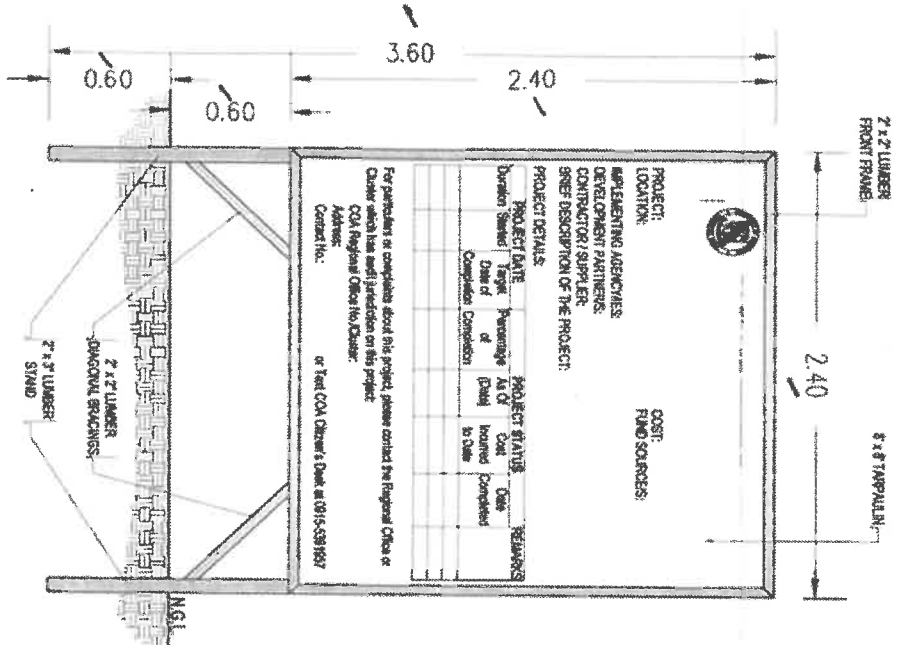 2.40
2" x 2" LUMBER
FRONT FRAME
8' x 8' TARPAULIN
3.60
2.40
0.60
0.60
PROJECT:
LOCATION:
COST:
FUND SOURCE/S:
IMPLEMENTING AGENCY/IES:
DEVELOPMENT PARTNER/S:
CONTRACTOR / SUPPLIER:
BRIEF DESCRIPTION OF THE PROJECT:
PROJECT DETAILS:
PROJECT DATE PROJECT STATUS REMARKS
Duration Started Target Date of Completion Percentage of Completion As Of (Date) Cost Incurred to Date Date Completed
For particulars or complaints about this project, please contact the Regional Office or
Cluster which has audit jurisdiction on this project:
COA Regional Office No./Cluster:
Address:
Contact No.: or Text COA Citizen's Desk at 0915-5391957
N.G.L
2" x 2" LUMBER
DIAGONAL BRACINGS
2" x 3" LUMBER
STAND